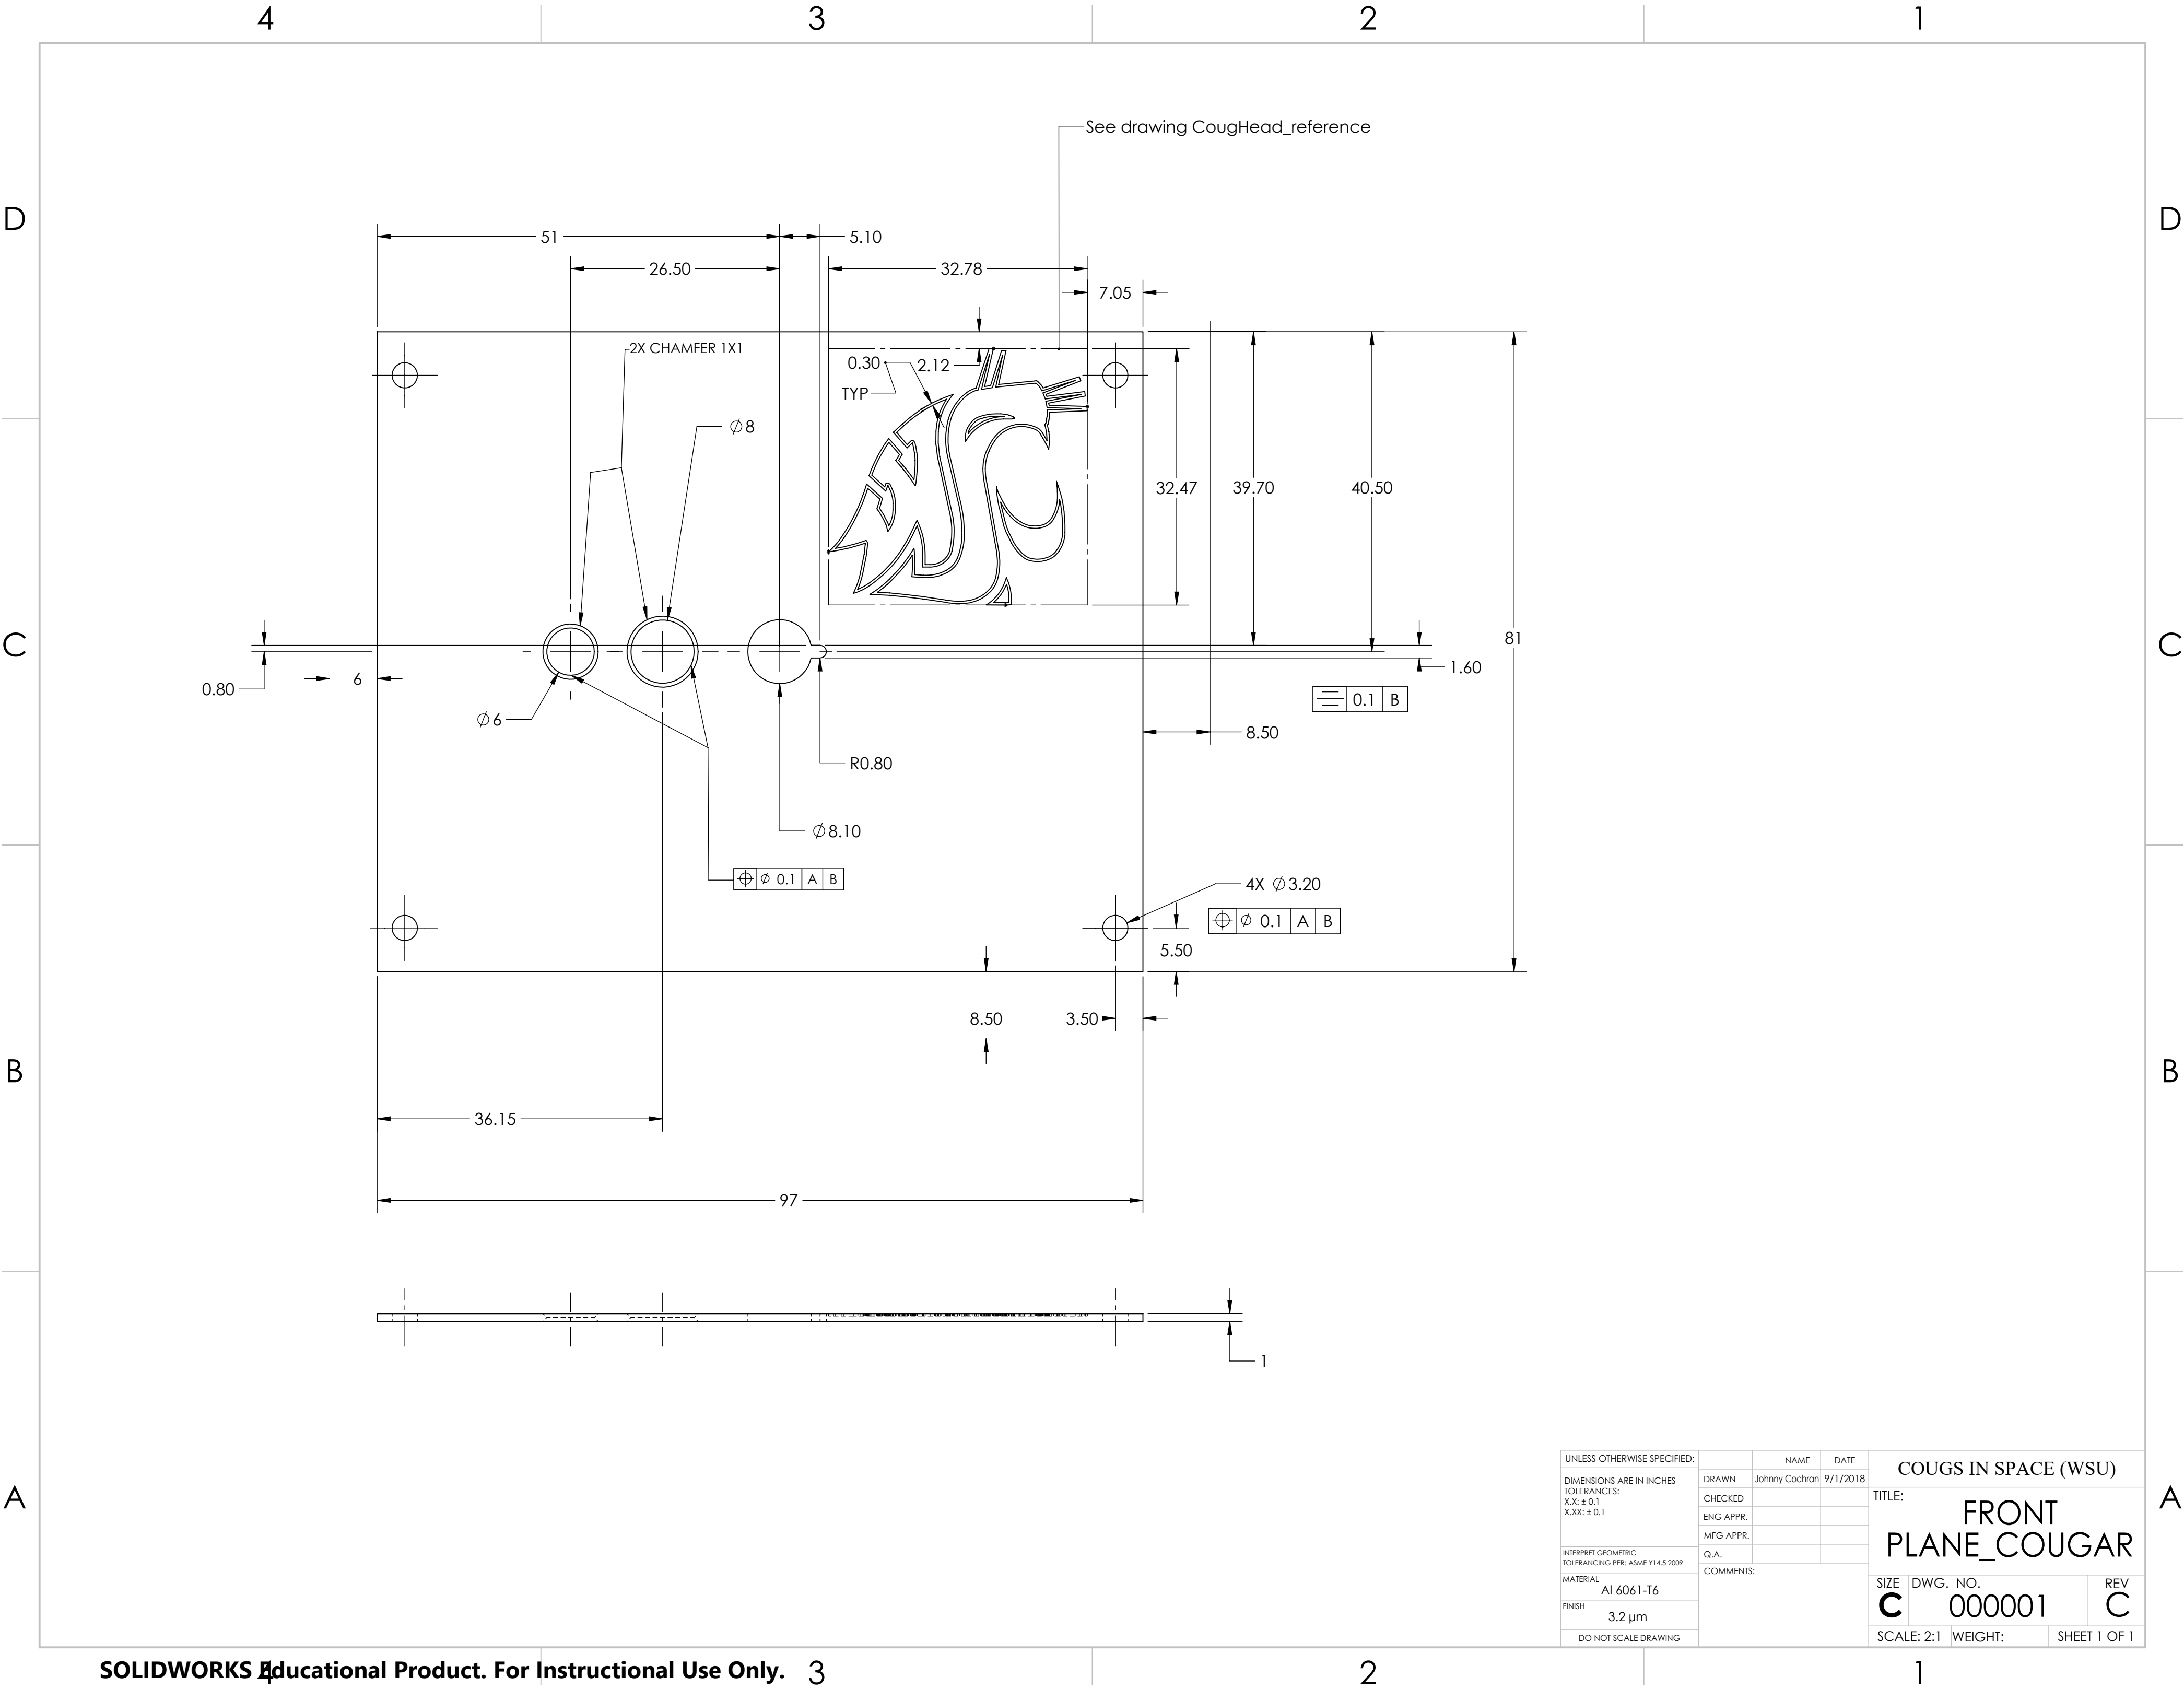 4 3 2 1
See drawing CougHead_reference
D D
51 5.10
26.50 32.78
7.05
2X CHAMFER 1X1
0.30 2.12
TYP
Ø8
32.47 39.70 40.50
C C
81
1.60
6
0.80
0.1 B
Ø6
8.50
R0.80
Ø8.10
Ø 0.1 A B
4X Ø3.20
Ø 0.1 A B
5.50
8.50 3.50
B B
36.15
97
1
A A
UNLESS OTHERWISE SPECIFIED:
DIMENSIONS ARE IN INCHES
TOLERANCES:
X.X: ± 0.1
X.XX: ± 0.1
INTERPRET GEOMETRIC
TOLERANCING PER: ASME Y14.5 2009
MATERIAL
Al 6061-T6
FINISH
3.2 µm
DO NOT SCALE DRAWING
NAME DATE
DRAWN Johnny Cochran 9/1/2018
CHECKED
ENG APPR.
MFG APPR.
Q.A.
COMMENTS:
COUGS IN SPACE (WSU)
TITLE:
FRONT
PLANE_COUGAR
SIZE DWG. NO. REV
C 000001 C
SCALE: 2:1 WEIGHT: SHEET 1 OF 1
SOLIDWORKS Educational Product. For Instructional Use Only.
4 3 2 1